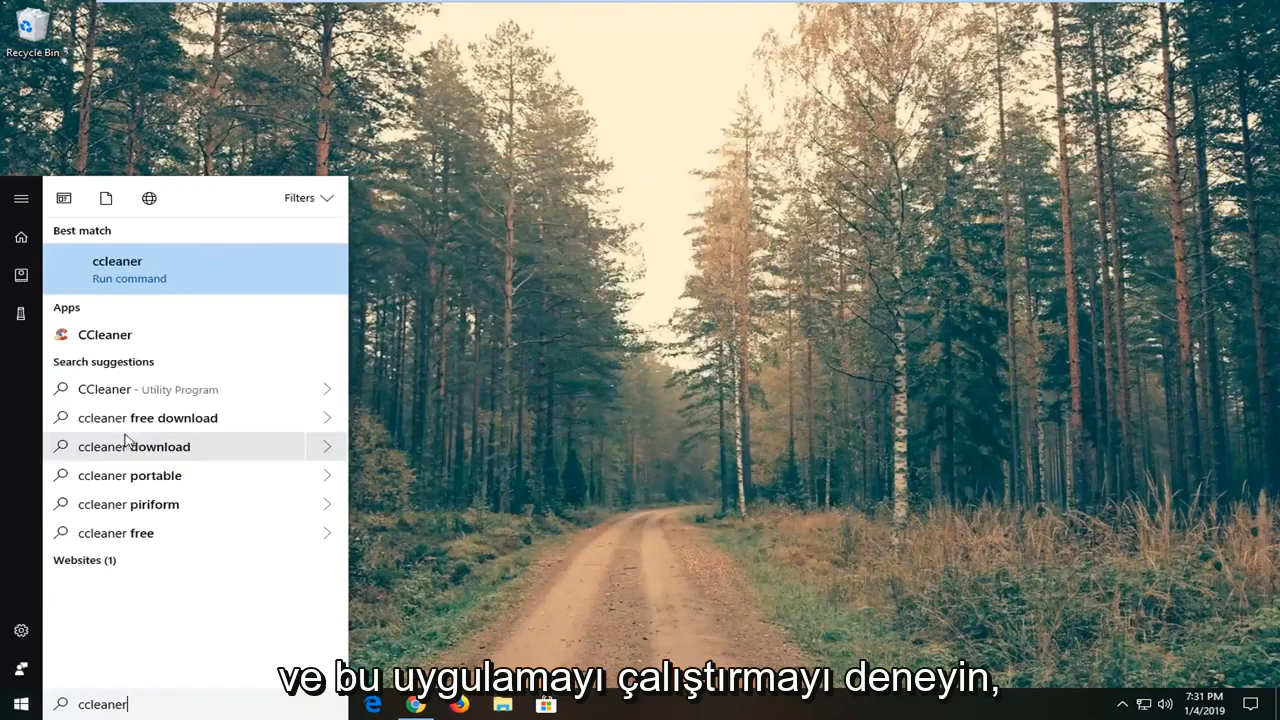 Recycle Bin
Filters
Best match
ccleaner
Run command
Apps
CCleaner
Search suggestions
CCleaner - Utility Program
ccleaner free download
ccleaner download
ccleaner portable
ccleaner piriform
ccleaner free
Websites (1)
ve bu uygulamayı çalıştırmayı deneyin,
ccleaner
7:31 PM
1/4/2019